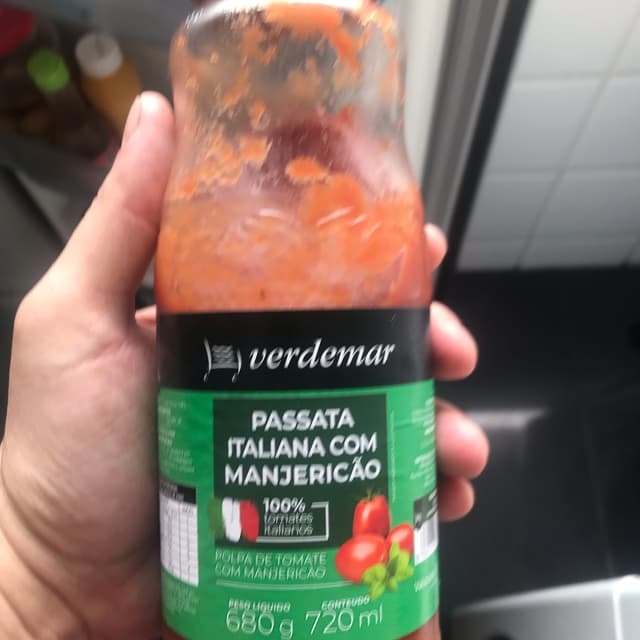 verdemar
PASSATA
ITALIANA COM
MANJERICÃO
100%
tomates
italianos
POLPA DE TOMATE
COM MANJERICÃO
PESO LÍQUIDO CONTEÚDO
680 g 720 ml